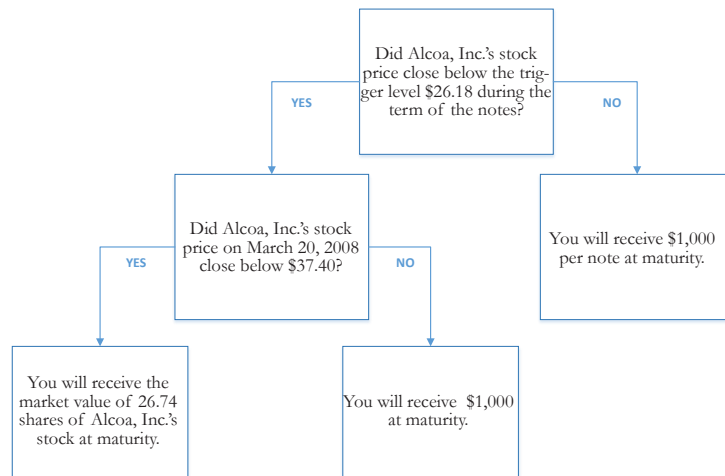 Did Alcoa, Inc.'s stock
price close below the trig-
ger level $26.18 during the
term of the notes?
YES
NO
Did Alcoa, Inc.'s stock
price on March 20, 2008
close below $37.40?
You will receive $1,000
per note at maturity.
YES
NO
You will receive the
market value of 26.74
shares of Alcoa, Inc.'s
stock at maturity.
You will receive $1,000
at maturity.